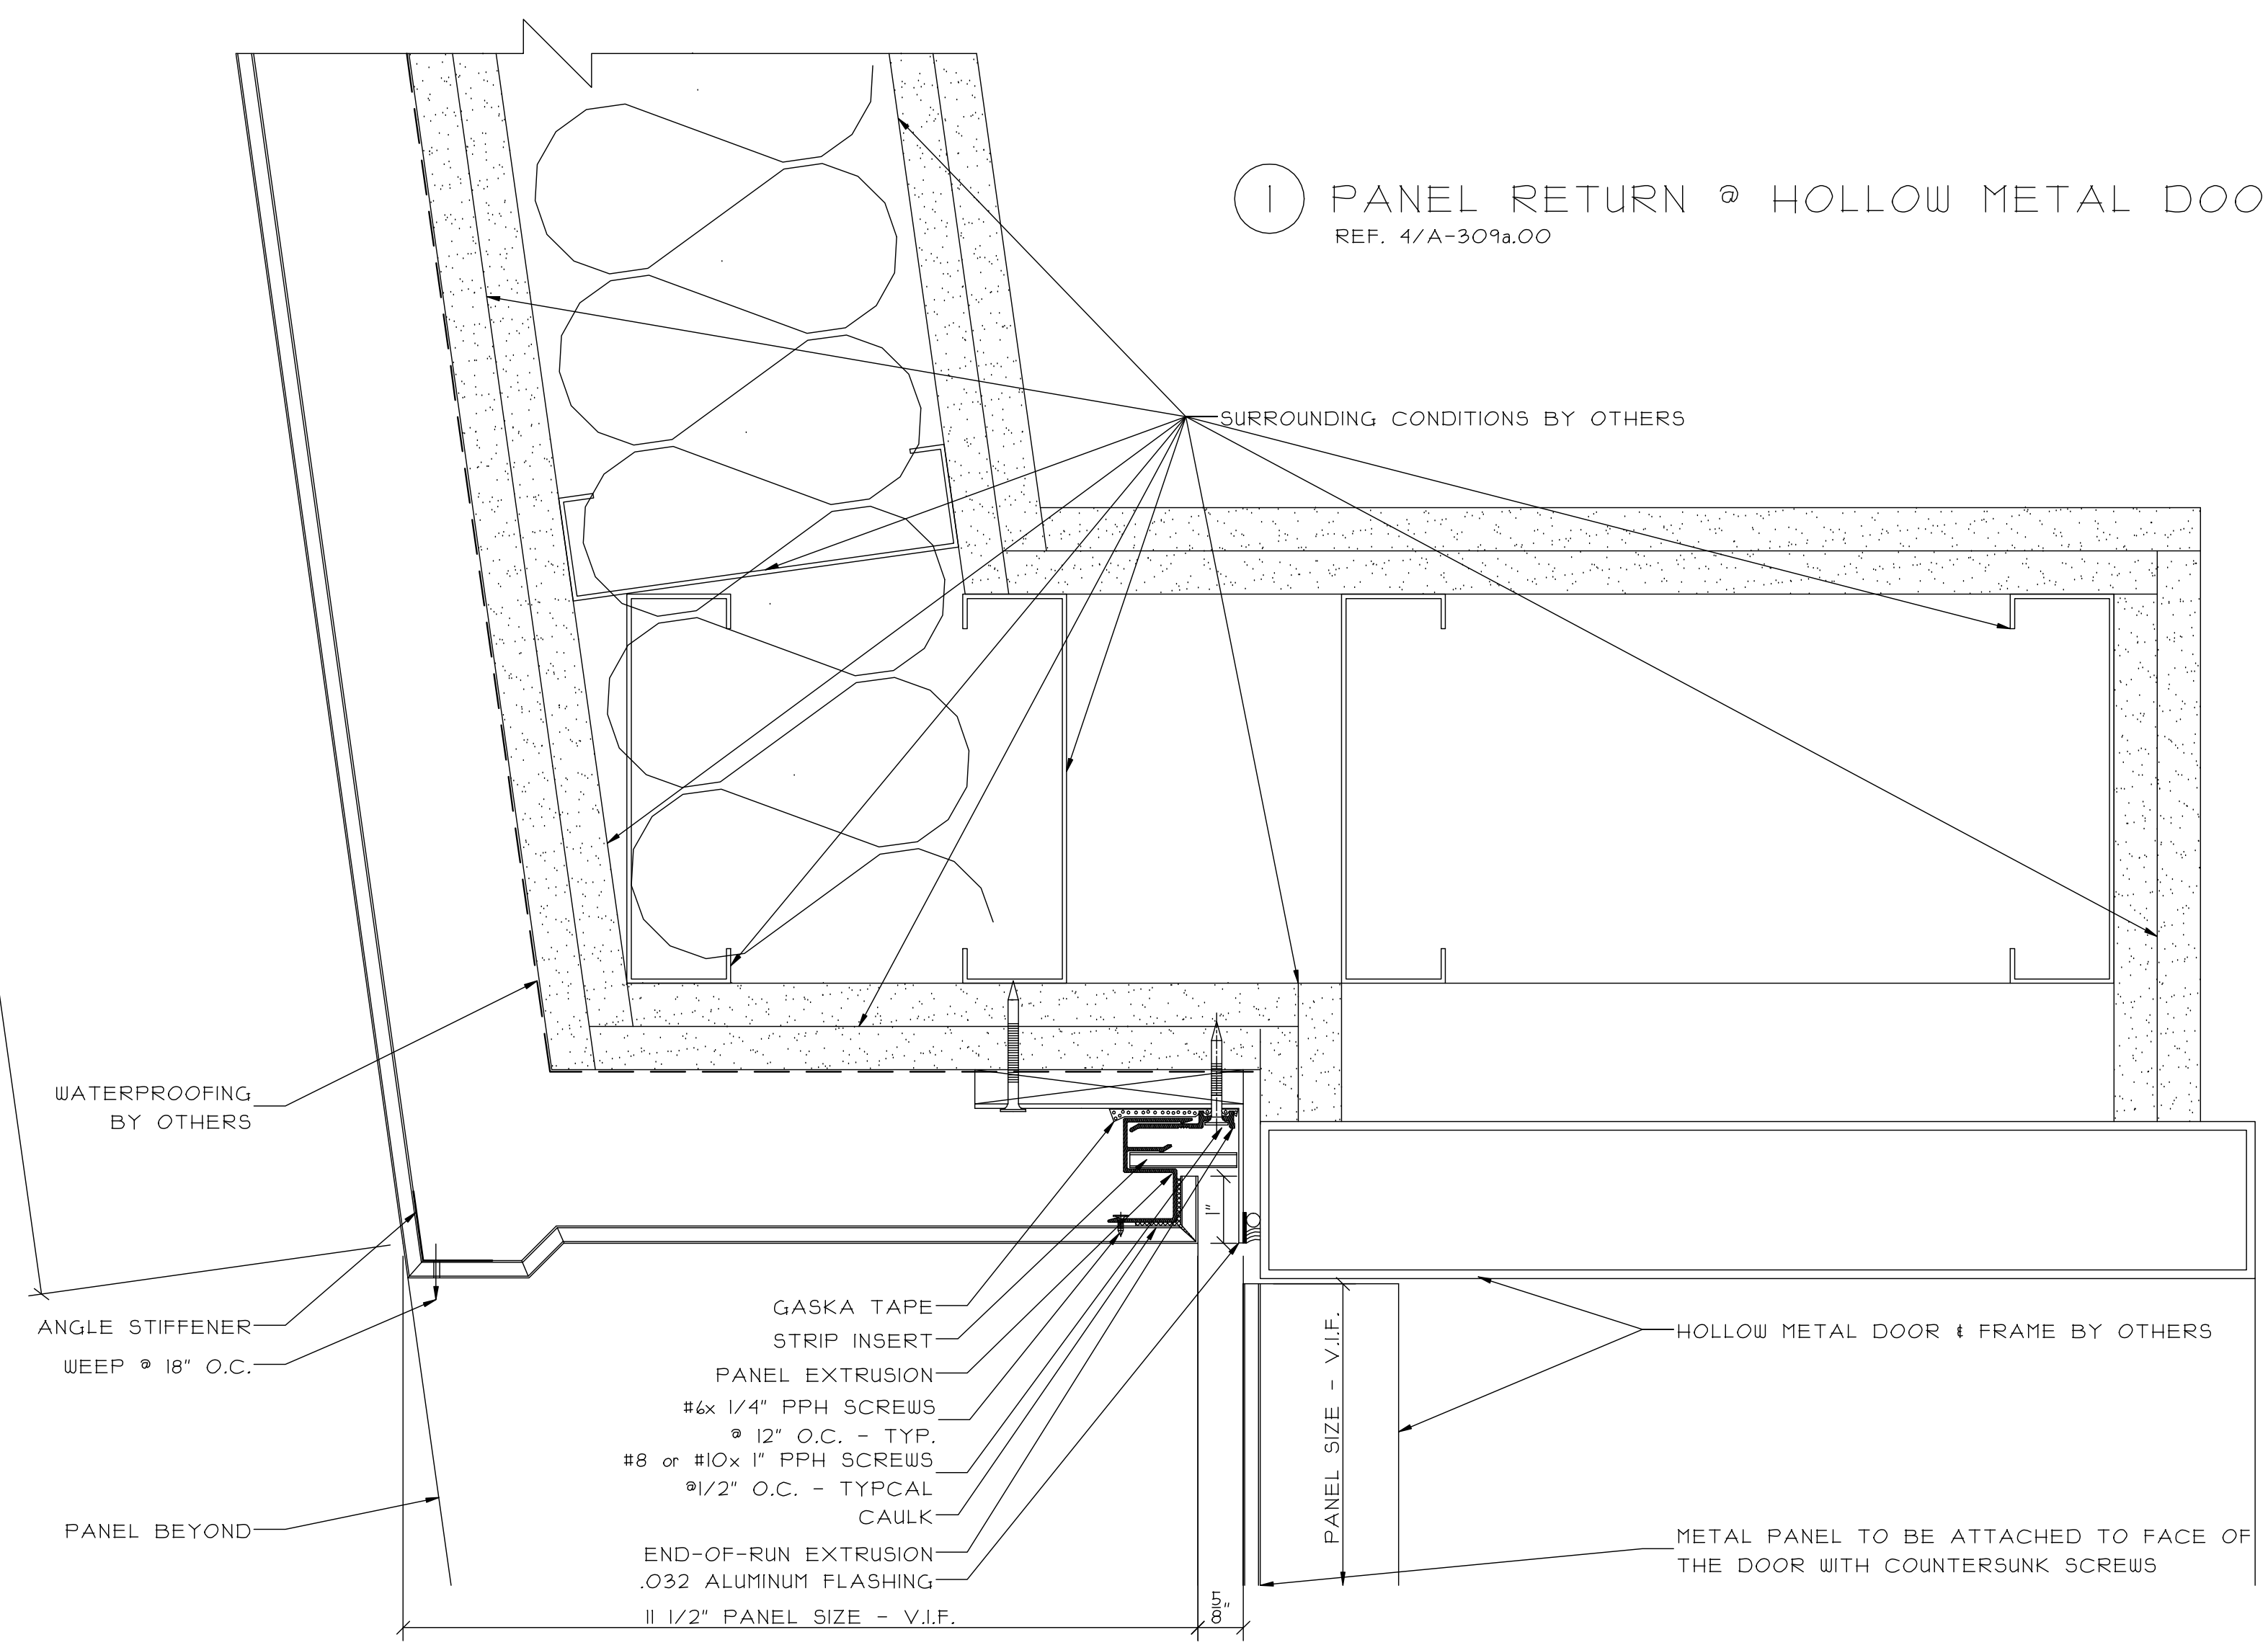 1
PANEL RETURN @ HOLLOW METAL DOO
REF. 4/A-309a.00
SURROUNDING CONDITIONS BY OTHERS
WATERPROOFING
BY OTHERS
1"
ANGLE STIFFENER
WEEP @ 18" O.C.
PANEL BEYOND
GASKA TAPE
STRIP INSERT
PANEL EXTRUSION
#6x 1/4" PPH SCREWS
@ 12" O.C. - TYP.
#8 or #10x 1" PPH SCREWS
@1/2" O.C. - TYPCAL
CAULK
END-OF-RUN EXTRUSION
.032 ALUMINUM FLASHING
11 1/2" PANEL SIZE - V.I.F.
5/8"
PANEL SIZE - V.I.F.
HOLLOW METAL DOOR & FRAME BY OTHERS
METAL PANEL TO BE ATTACHED TO FACE OF
THE DOOR WITH COUNTERSUNK SCREWS